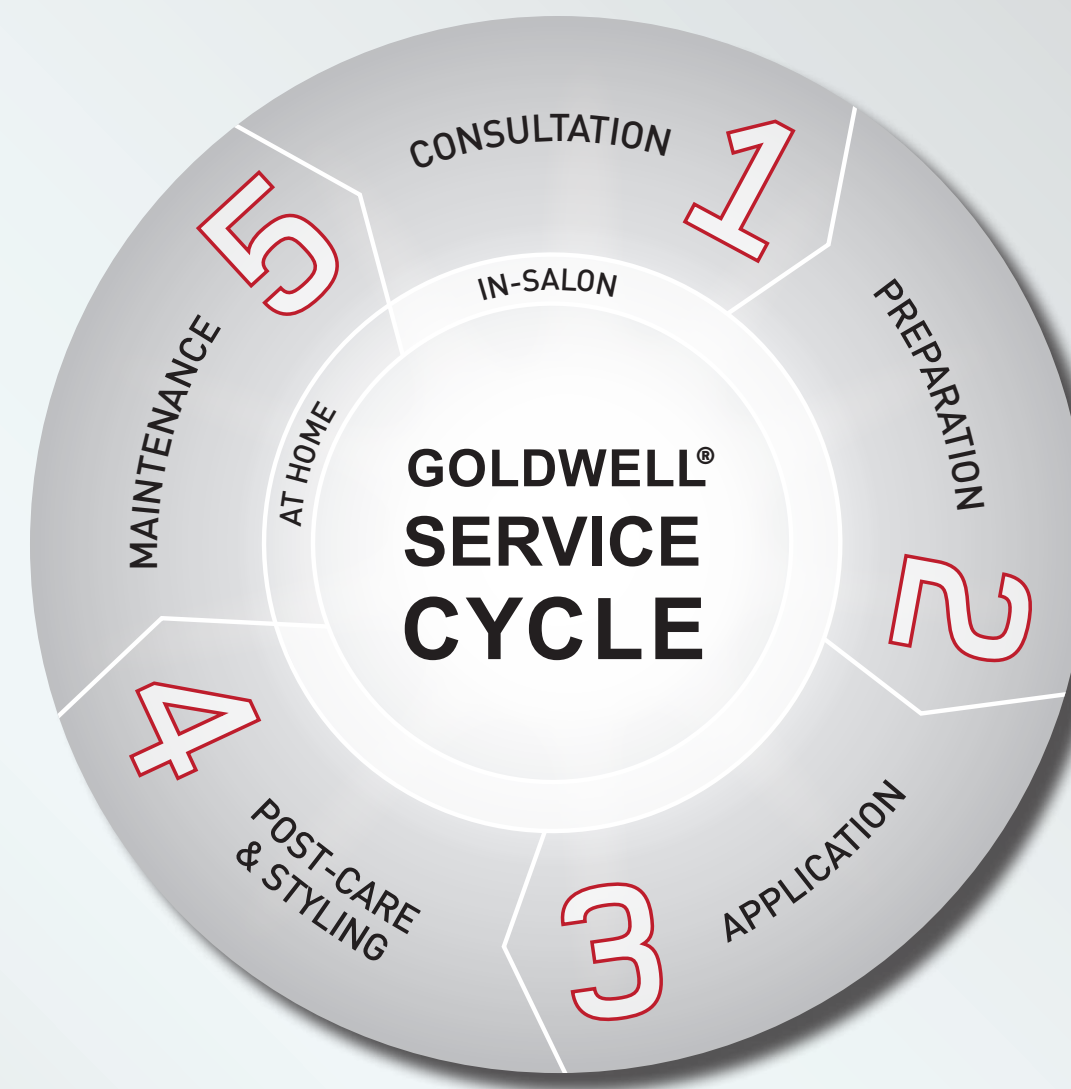 GOLDWELL®
SERVICE
CYCLE
IN-SALON
AT HOME
CONSULTATION
1
PREPARATION
2
APPLICATION
3
POST-CARE
& STYLING
4
MAINTENANCE
5